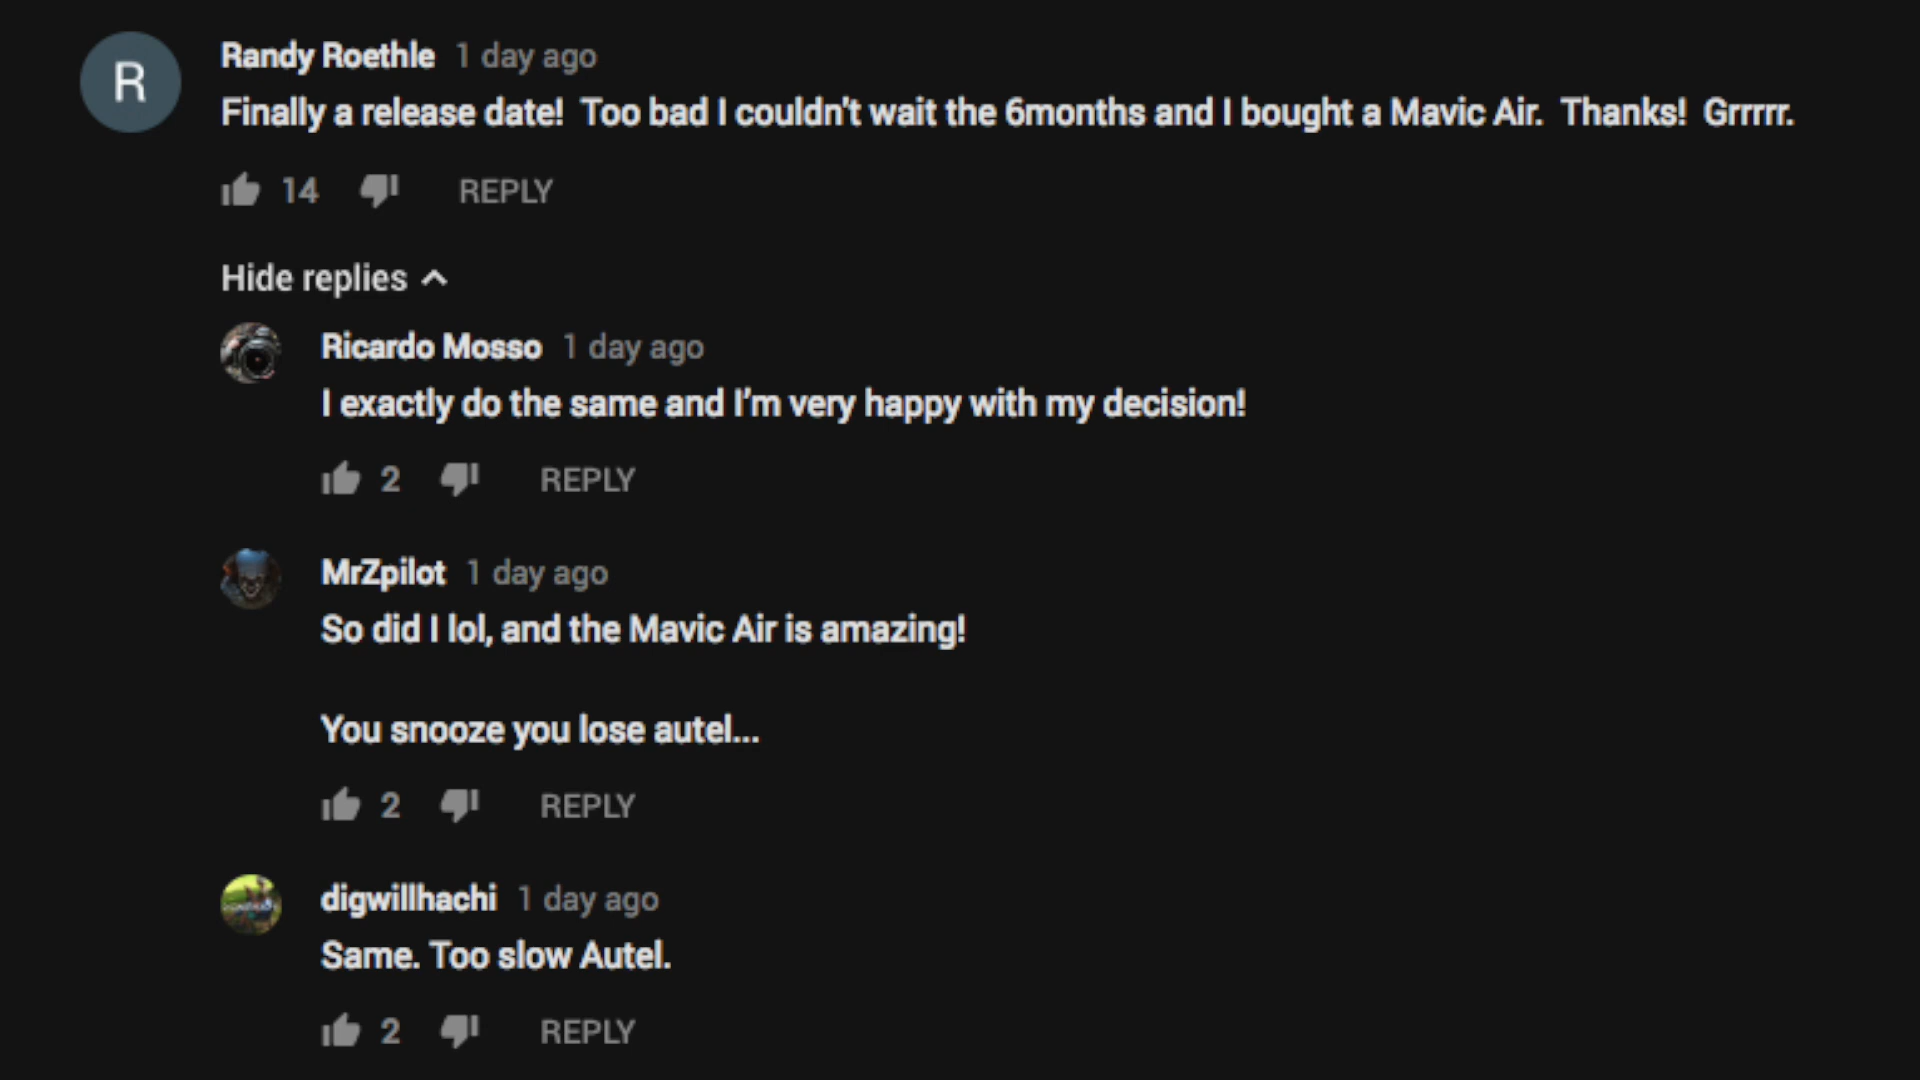 R
Randy Roethle 1 day ago
Finally a release date! Too bad I couldn't wait the 6months and I bought a Mavic Air. Thanks! Grrrrr.
14 REPLY
Hide replies
Ricardo Mosso 1 day ago
I exactly do the same and I'm very happy with my decision!
2 REPLY
MrZpilot 1 day ago
So did I lol, and the Mavic Air is amazing!
You snooze you lose autel...
2 REPLY
digwillhachi 1 day ago
Same. Too slow Autel.
2 REPLY